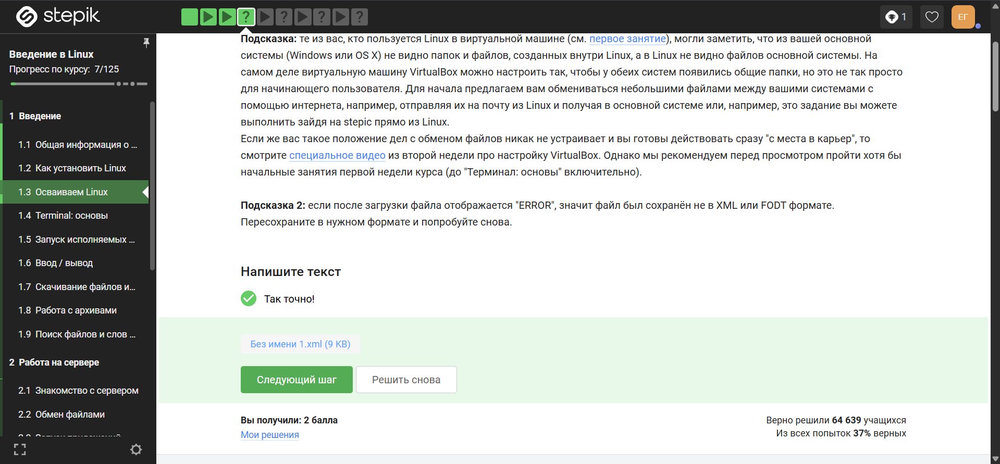 stepik
?
?
?
?
1
ЕГ
Введение в Linux
Прогресс по курсу: 7/125
1 Введение
1.1 Общая информация о ...
1.2 Как установить Linux
1.3 Осваиваем Linux
1.4 Terminal: основы
1.5 Запуск исполняемых ...
1.6 Ввод / вывод
1.7 Скачивание файлов и...
1.8 Работа с архивами
1.9 Поиск файлов и слов ...
2 Работа на сервере
2.1 Знакомство с сервером
2.2 Обмен файлами
Подсказка: те из вас, кто пользуется Linux в виртуальной машине (см. первое занятие), могли заметить, что из вашей основной
системы (Windows или OS X) не видно папок и файлов, созданных внутри Linux, а в Linux не видно файлов основной системы. На
самом деле виртуальную машину VirtualBox можно настроить так, чтобы у обеих систем появились общие папки, но это не так просто
для начинающего пользователя. Для начала предлагаем вам обмениваться небольшими файлами между вашими системами с
помощью интернета, например, отправляя их на почту из Linux и получая в основной системе или, например, это задание вы можете
выполнить зайдя на stepic прямо из Linux.
Если же вас такое положение дел с обменом файлов никак не устраивает и вы готовы действовать сразу "с места в карьер", то
смотрите специальное видео из второй недели про настройку VirtualBox. Однако мы рекомендуем перед просмотром пройти хотя бы
начальные занятия первой недели курса (до "Терминал: основы" включительно).
Подсказка 2: если после загрузки файла отображается "ERROR", значит файл был сохранён не в XML или FODT формате.
Пересохраните в нужном формате и попробуйте снова.
Напишите текст
Так точно!
Без имени 1.xml (9 KB)
Следующий шаг
Решить снова
Вы получили: 2 балла
Мои решения
Верно решили 64 639 учащихся
Из всех попыток 37% верных